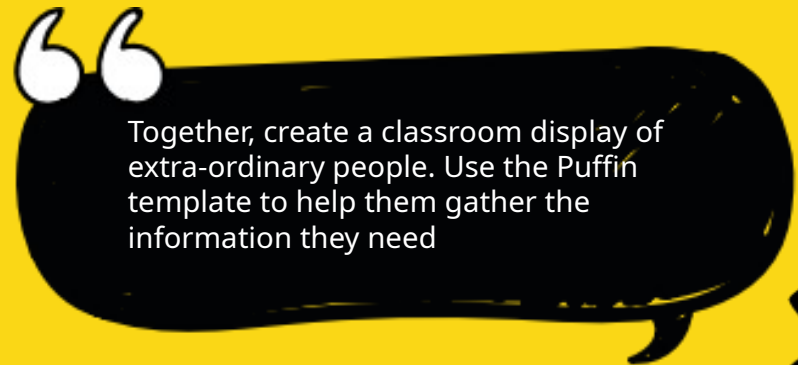 Together, create a classroom display of
extra-ordinary people. Use the Puffin
template to help them gather the
information they need